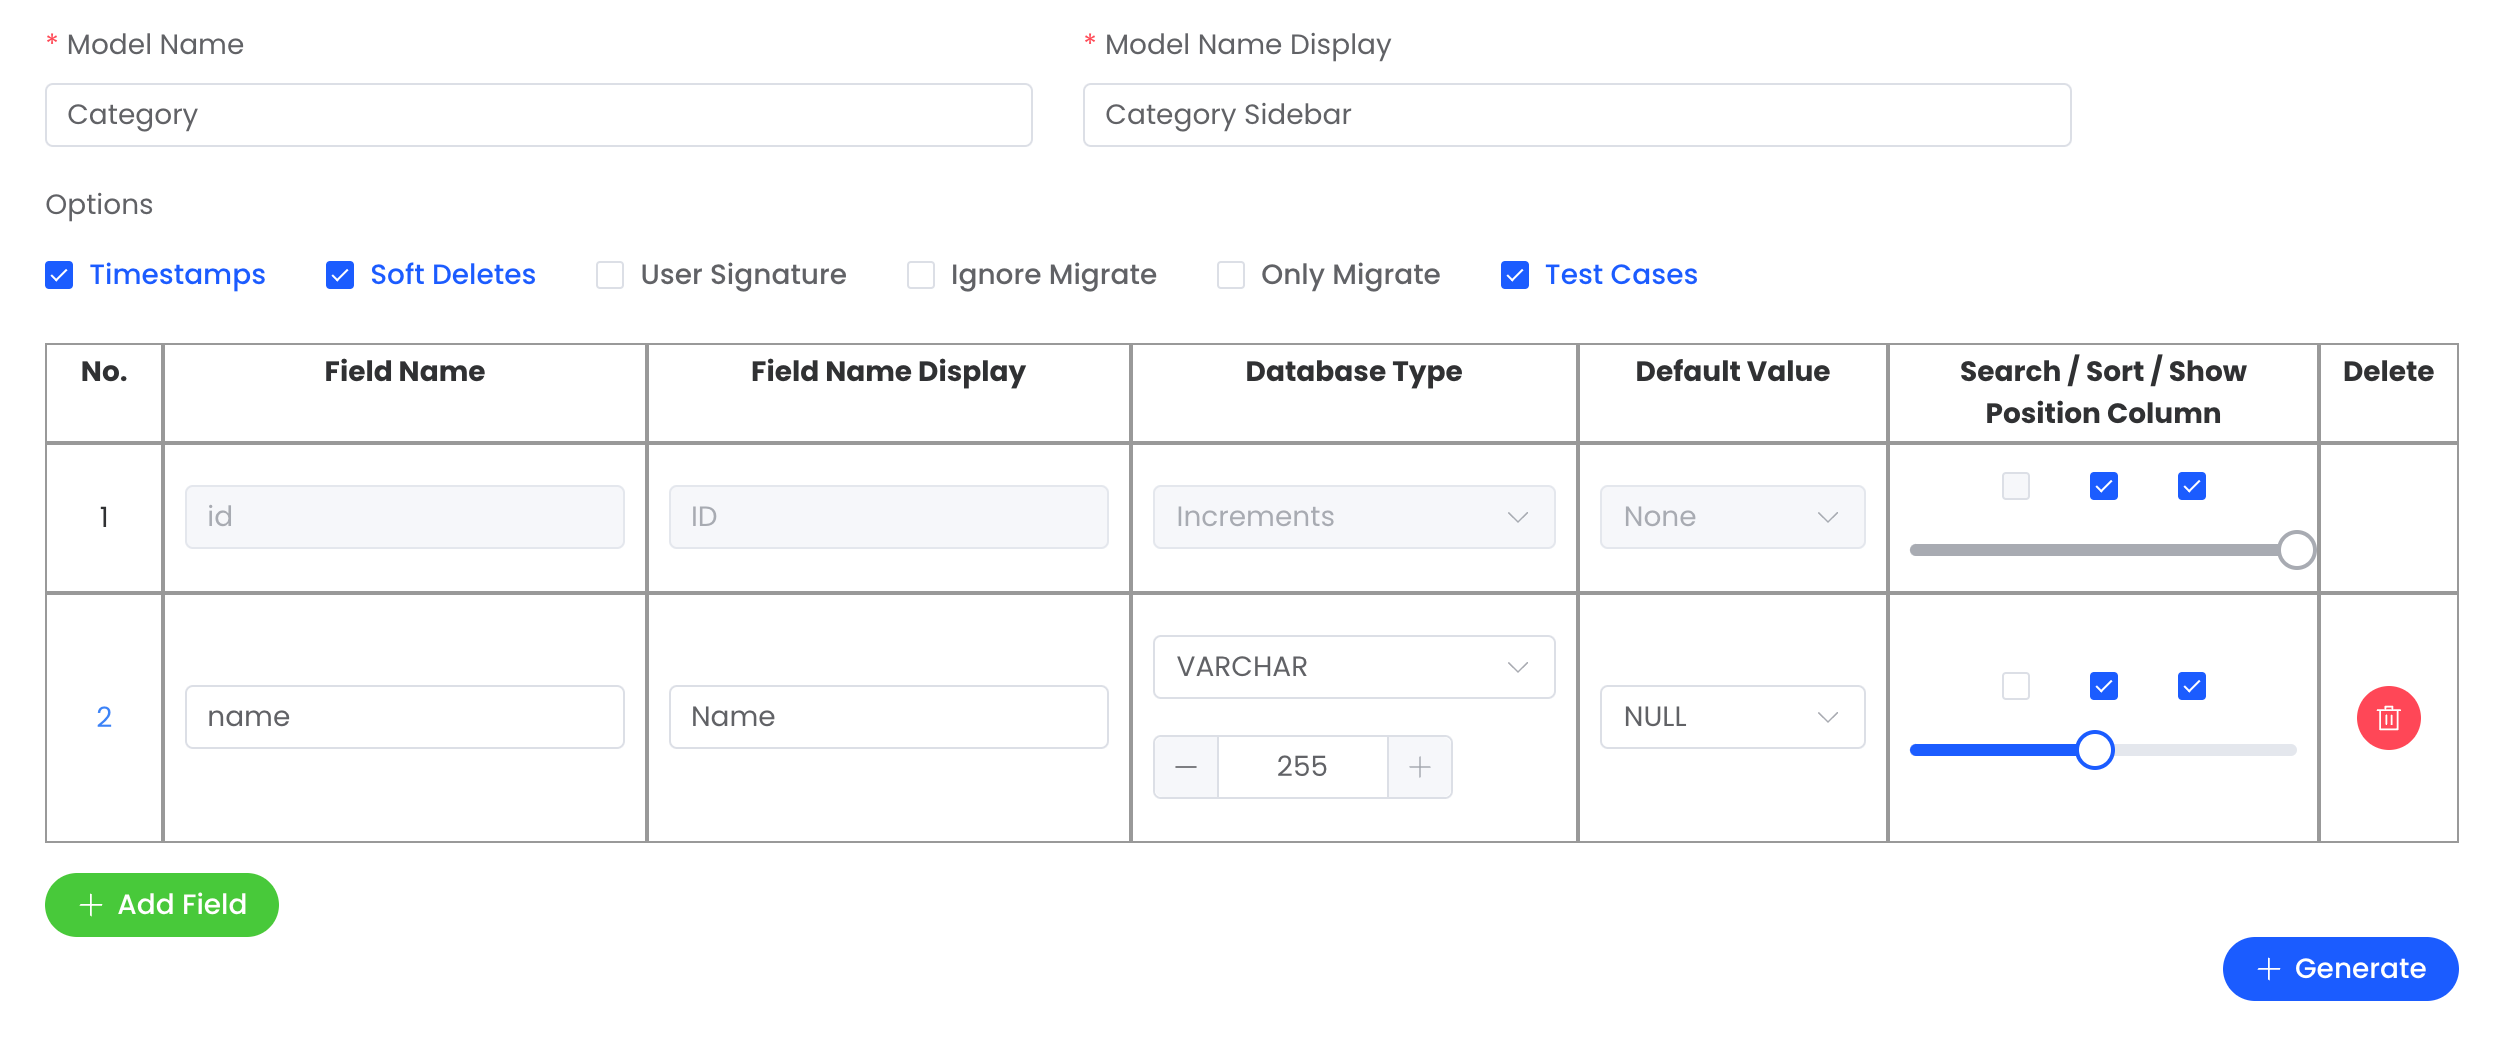 * Model Name
* Model Name Display
Category
Category Sidebar
Options
Timestamps
Soft Deletes
User Signature
Ignore Migrate
Only Migrate
Test Cases
No.
Field Name
Field Name Display
Database Type
Default Value
Search / Sort / Show
Position Column
Delete
1
id
ID
Increments
None
2
name
Name
VARCHAR
255
NULL
Add Field
Generate